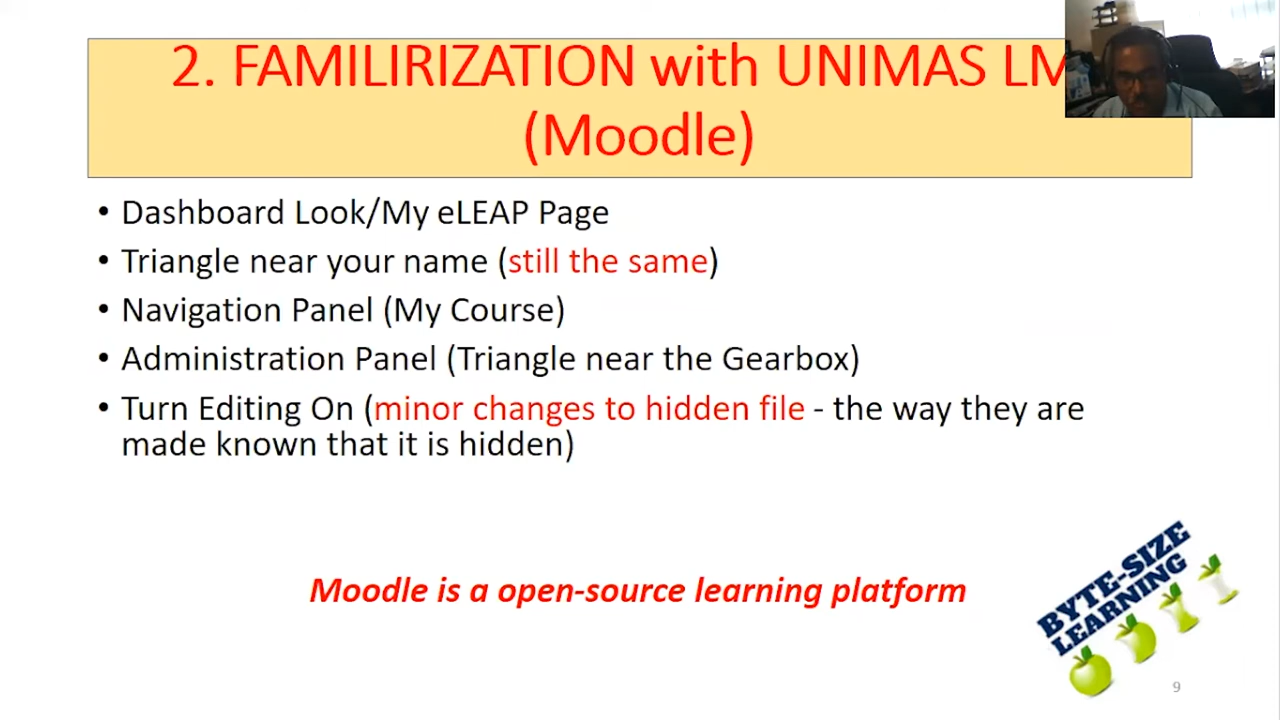 2. FAMILIRIZATION with UNIMAS LM
(Moodle)
• Dashboard Look/My eLEAP Page
• Triangle near your name (still the same)
• Navigation Panel (My Course)
• Administration Panel (Triangle near the Gearbox)
• Turn Editing On (minor changes to hidden file - the way they are
made known that it is hidden)
Moodle is a open-source learning platform
BYTE-SIZE
LEARNING
9